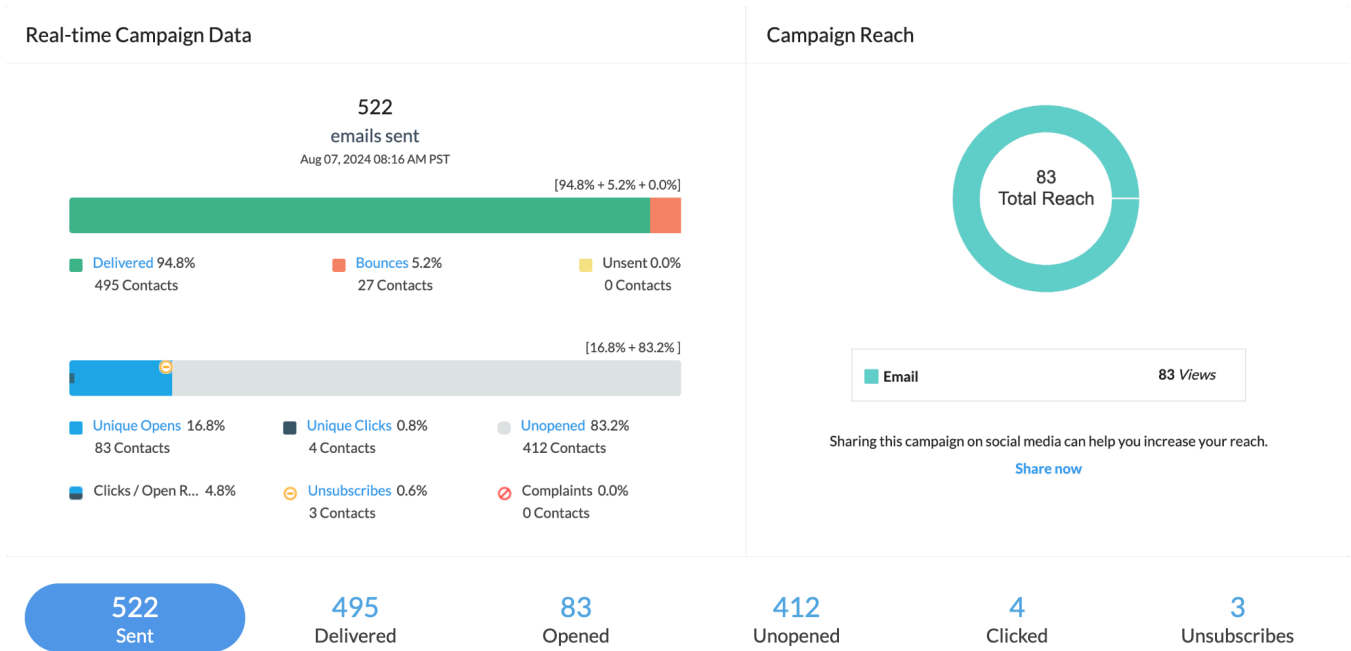 Real-time Campaign Data
522
emails sent
Aug 07, 2024 08:16 AM PST
[94.8% + 5.2% + 0.0%]
Delivered 94.8%
495 Contacts
Bounces 5.2%
27 Contacts
Unsent 0.0%
0 Contacts
[16.8% + 83.2% ]
Unique Opens 16.8%
83 Contacts
Unique Clicks 0.8%
4 Contacts
Unopened 83.2%
412 Contacts
Clicks / Open R... 4.8%
Unsubscribes 0.6%
3 Contacts
Complaints 0.0%
0 Contacts
Campaign Reach
83
Total Reach
Email 83 Views
Sharing this campaign on social media can help you increase your reach.
Share now
522
Sent
495
Delivered
83
Opened
412
Unopened
4
Clicked
3
Unsubscribes